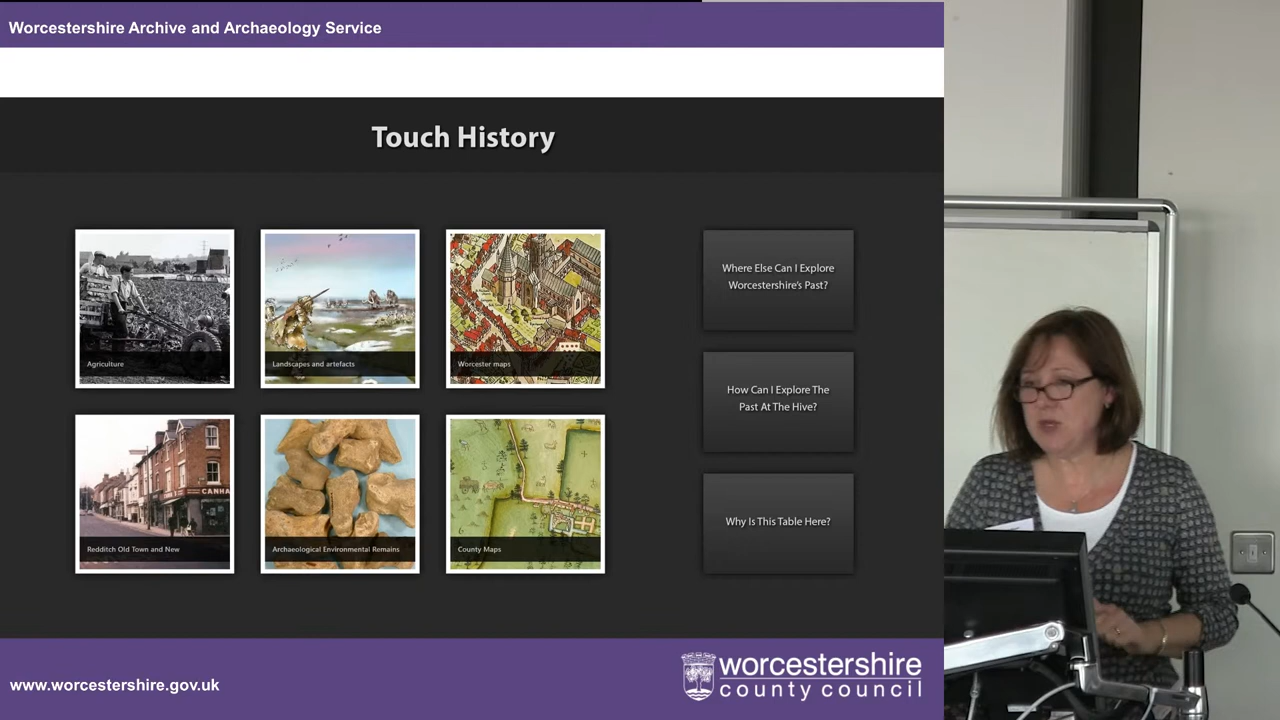 Worcestershire Archive and Archaeology Service
Touch History
Agriculture
Landscapes and artefacts
Worcester maps
Redditch Old Town and New
CANHA
Archaeological Environmental Remains
County Maps
Where Else Can I Explore
Worcestershire's Past?
How Can I Explore The
Past At The Hive?
Why Is This Table Here?
www.worcestershire.gov.uk
worcestershire
county council